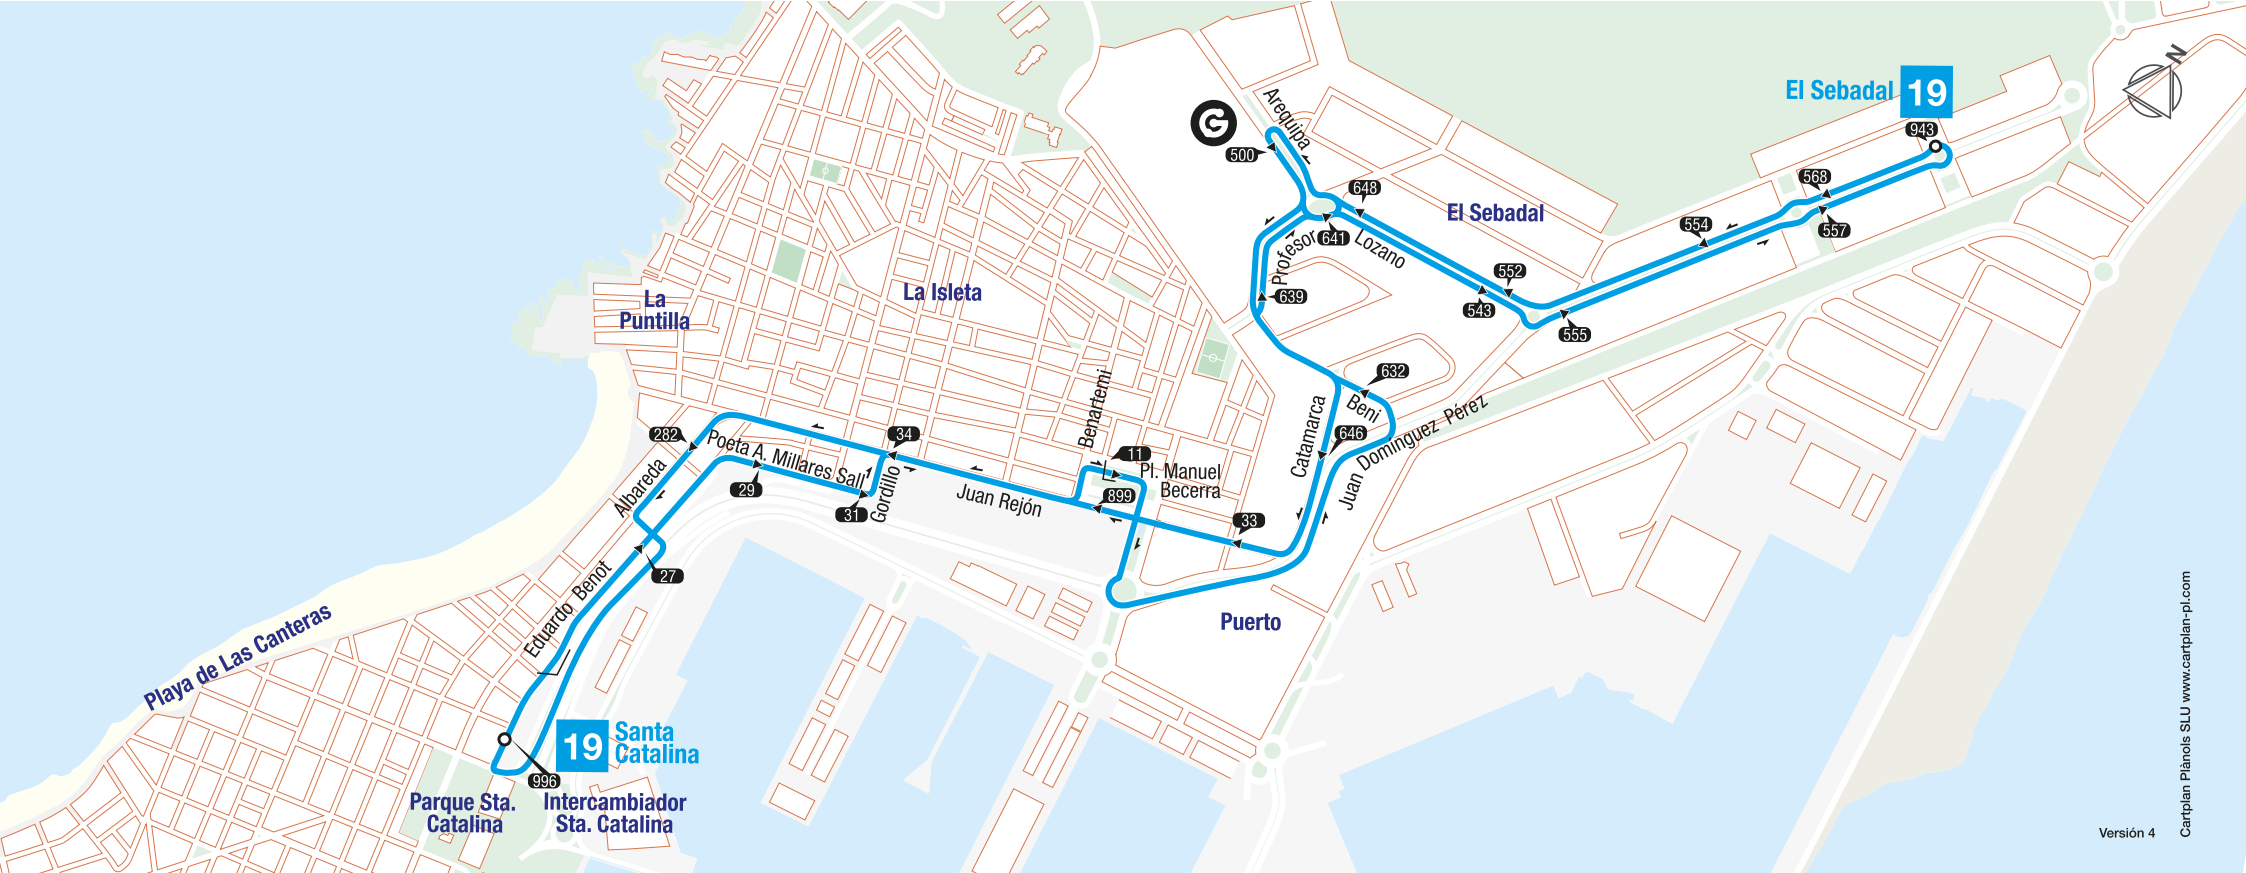 N
El Sebadal
19
943
Arequipa
500
648
568
El Sebadal
554
557
641
Lozano
Profesor
552
639
543
555
La
Puntilla
La Isleta
632
Benartemi
Beni
Catamarca
Juan Dominguez Pérez
646
282
34
Poeta A. Millares Sall
11
Pl. Manuel
Becerra
Albareda
29
31
Gordillo
Juan Rejón
899
33
27
Eduardo Benot
Playa de Las Canteras
Puerto
19
Santa
Catalina
996
Parque Sta.
Catalina
Intercambiador
Sta. Catalina
Versión 4
Cartplan Plànols SLU www.cartplan-pl.com